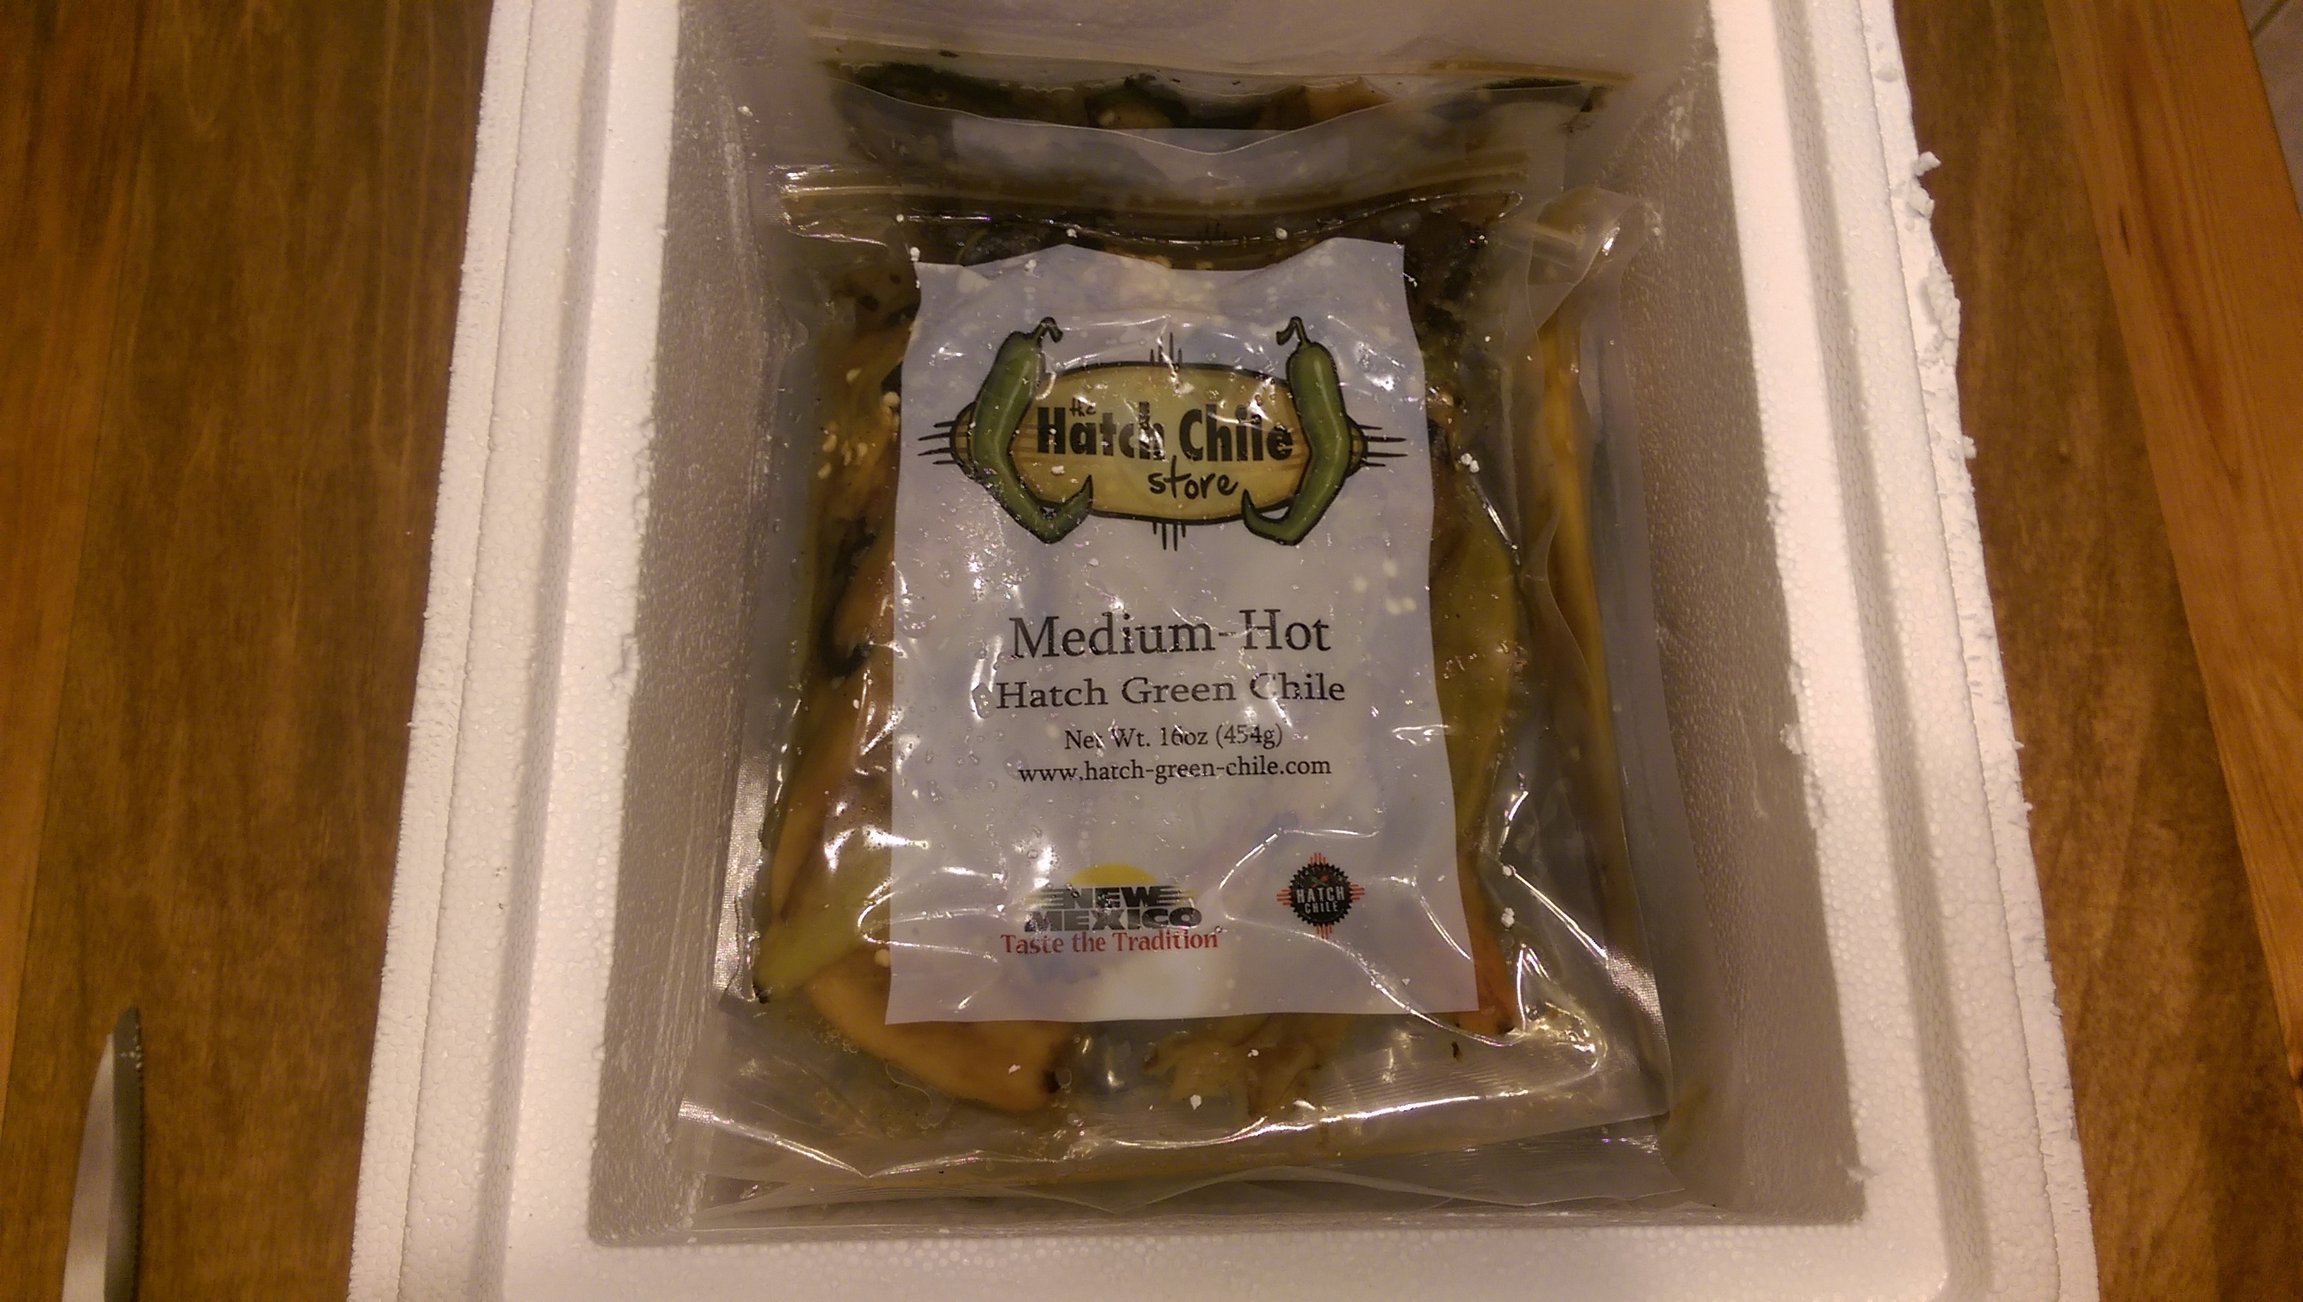 the
Hatch Chile
store
Medium-Hot
Hatch Green Chile
Net Wt. 16oz (454g)
www.hatch-green-chile.com
NEW
MEXICO
Taste the Tradition
HATCH
CHILE